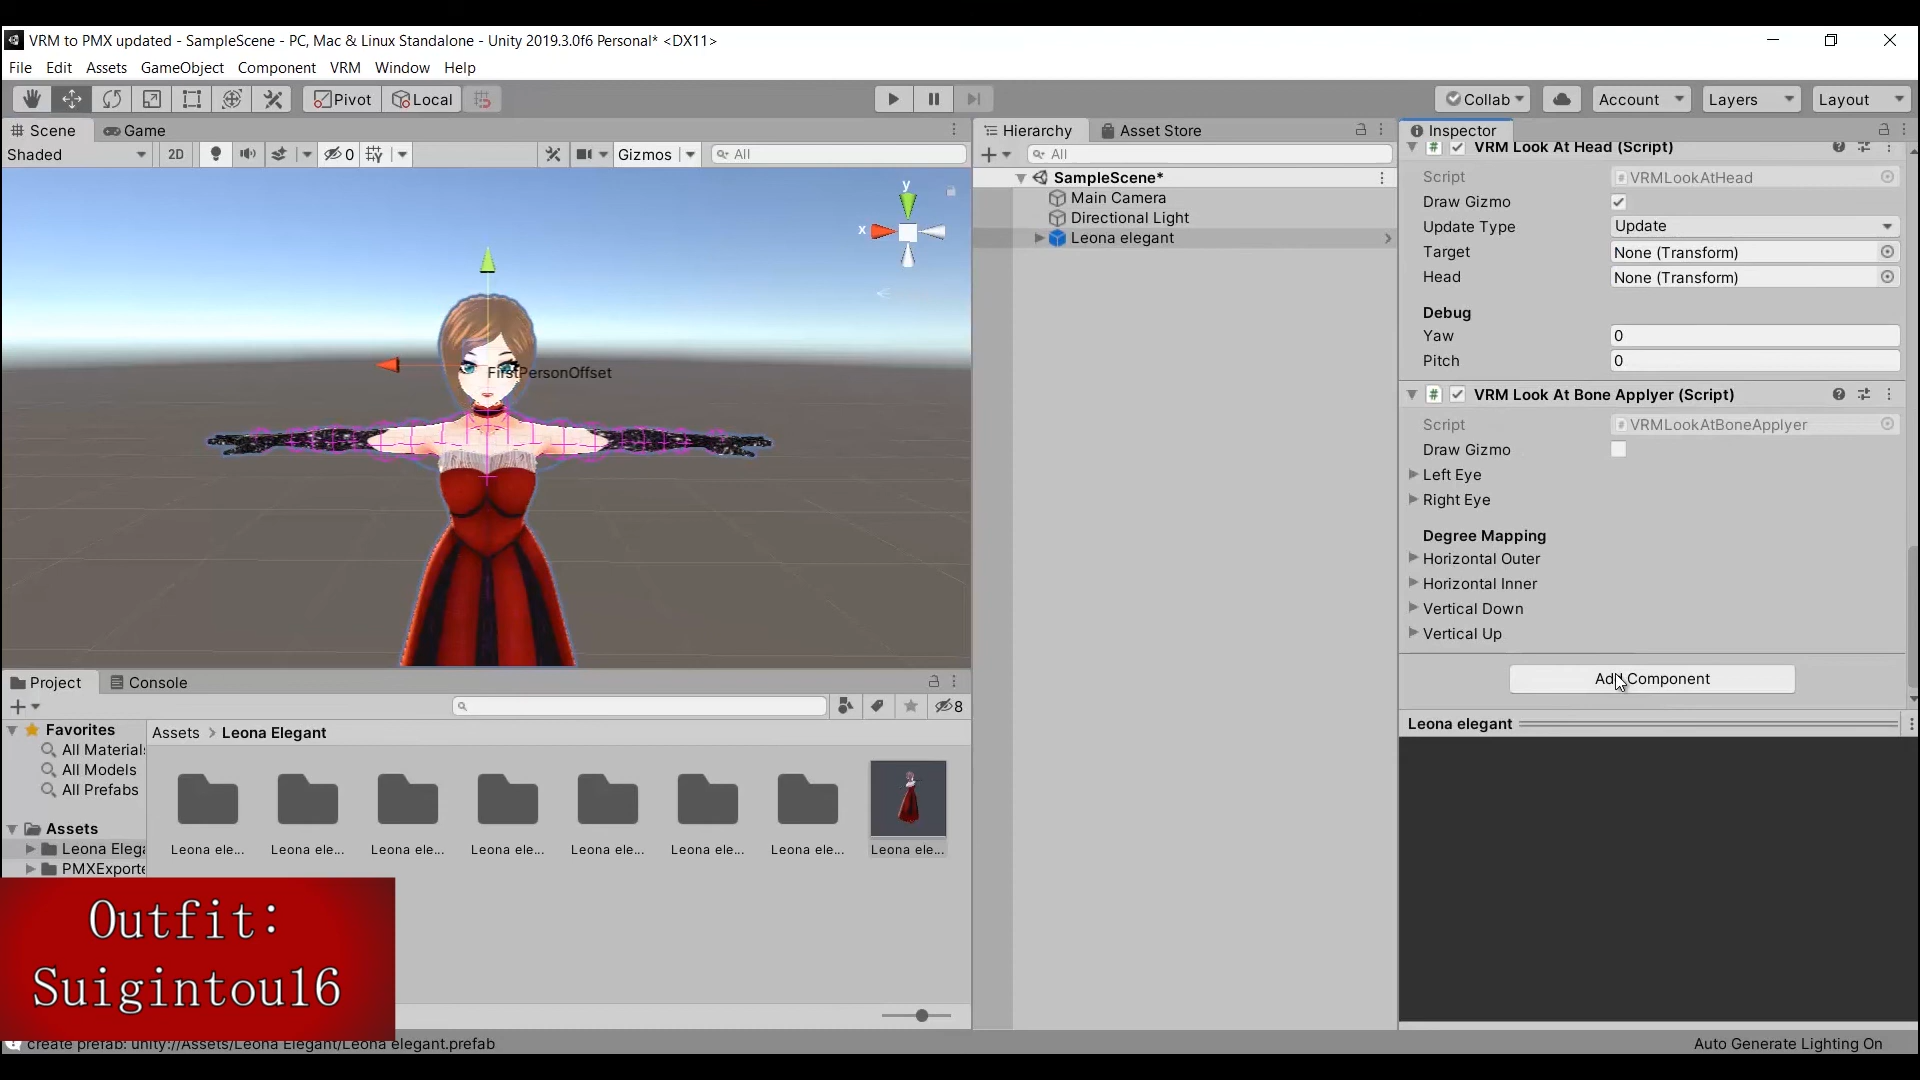 VRM to PMX updated - SampleScene - PC, Mac & Linux Standalone - Unity 2019.3.0f6 Personal* <DX11>
File Edit Assets GameObject Component VRM Window Help
Pivot Local Collab Account Layers Layout
Scene Game
Shaded 2D 0 Gizmos All
y
x
FirstPersonOffset
Hierarchy Asset Store
All
SampleScene*
Main Camera
Directional Light
Leona elegant
Inspector
VRM Look At Head (Script)
Script #VRMLookAtHead
Draw Gizmo
Update Type Update
Target None (Transform)
Head None (Transform)
Debug
Yaw 0
Pitch 0
VRM Look At Bone Applyer (Script)
Script #VRMLookAtBoneApplyer
Draw Gizmo
Left Eye
Right Eye
Degree Mapping
Horizontal Outer
Horizontal Inner
Vertical Down
Vertical Up
Add Component
Leona elegant
Project Console
8
Favorites
All Materials
All Models
All Prefabs
Assets
Leona Elega
PMXExporte
Assets > Leona Elegant
Leona ele... Leona ele... Leona ele... Leona ele... Leona ele... Leona ele... Leona ele... Leona ele...
Outfit:
Suigintou16
create prefab: unity://Assets/Leona Elegant/Leona elegant.prefab
Auto Generate Lighting On